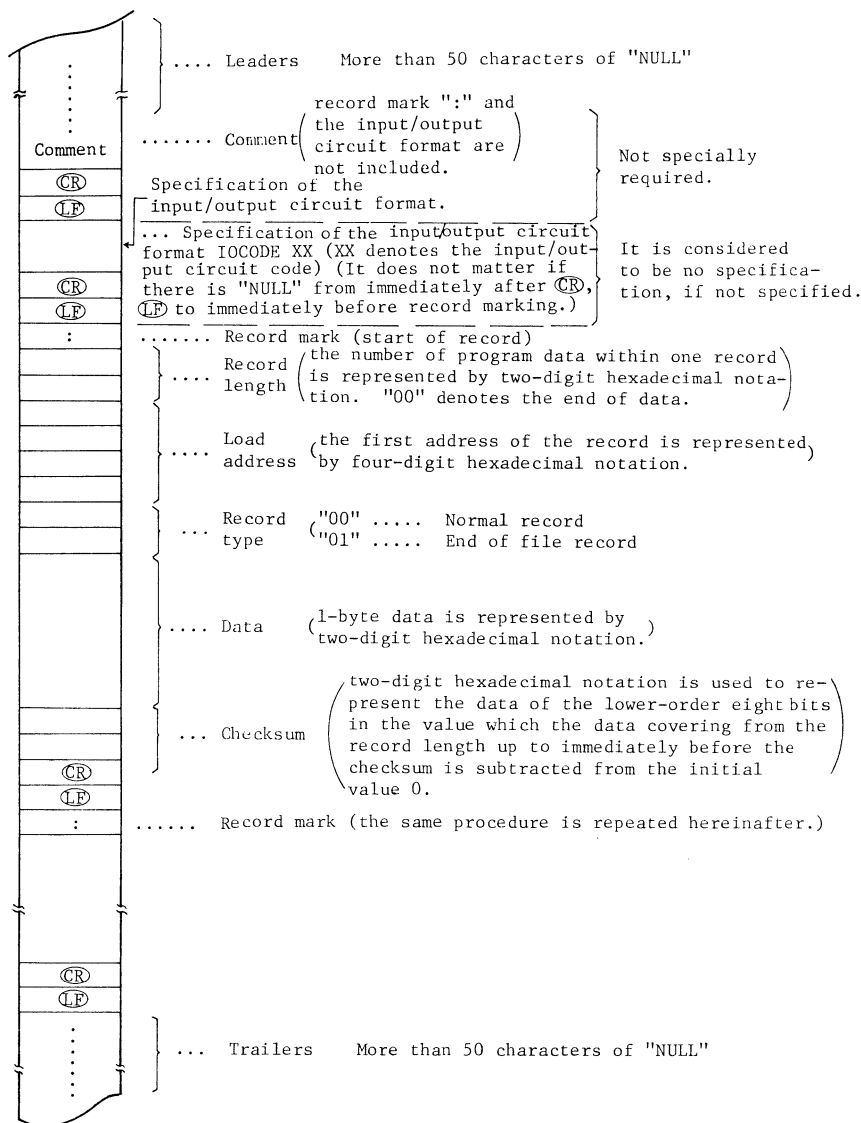 .... Leaders More than 50 characters of "NULL"
Comment
....... Comment (record mark ":" and
the input/output
circuit format are
not included.)
Not specially
required.
CR
LF
Specification of the
input/output circuit format.
... Specification of the input/output circuit
format IOCODE XX (XX denotes the input/out-
put circuit code) (It does not matter if
there is "NULL" from immediately after CR,
LF to immediately before record marking.)
It is considered
to be no specifica-
tion, if not specified.
CR
LF
: ....... Record mark (start of record)
.... Record length (the number of program data within one record
is represented by two-digit hexadecimal nota-
tion. "00" denotes the end of data.)
.... Load address (the first address of the record is represented
by four-digit hexadecimal notation.)
... Record type ("00" ..... Normal record
"01" ..... End of file record
.... Data (1-byte data is represented by
two-digit hexadecimal notation.)
... Checksum (two-digit hexadecimal notation is used to re-
present the data of the lower-order eight bits
in the value which the data covering from the
record length up to immediately before the
checksum is subtracted from the initial
value 0.)
CR
LF
: ...... Record mark (the same procedure is repeated hereinafter.)
CR
LF
... Trailers More than 50 characters of "NULL"